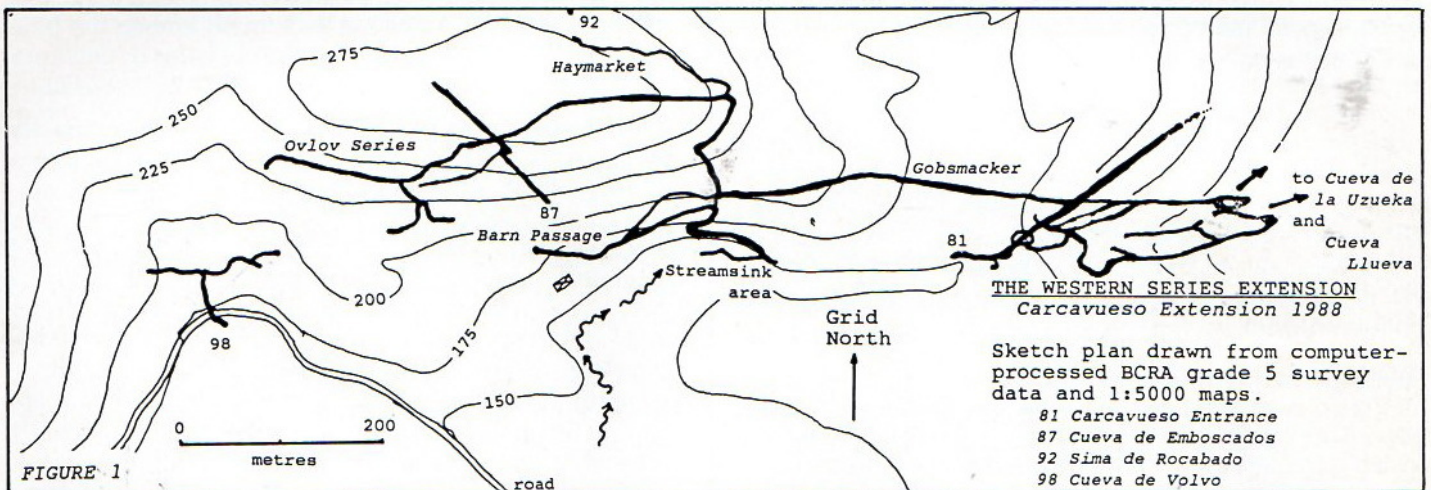 92
Haymarket
275
250
Ovlov Series
225
Gobsmacker
to Cueva de
la Uzueka
and
Cueva
Llueva
87
Barn Passage
81
Streamsink
area
200
THE WESTERN SERIES EXTENSION
Carcavueso Extension 1988
Grid
North
98
175
150
Sketch plan drawn from computer-
processed BCRA grade 5 survey
data and 1:5000 maps.
81 Carcavueso Entrance
87 Cueva de Emboscados
92 Sima de Rocabado
98 Cueva de Volvo
0 200
metres
FIGURE 1
road